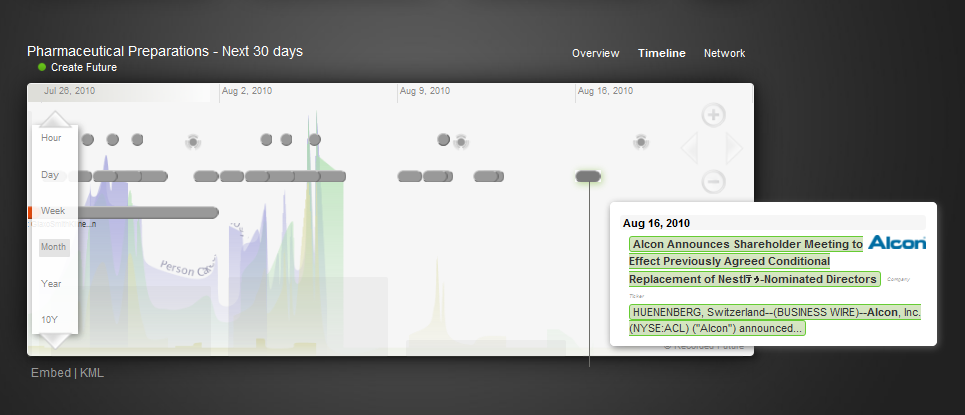 Pharmaceutical Preparations - Next 30 days
Overview Timeline Network
Create Future
Jul 26, 2010 Aug 2, 2010 Aug 9, 2010 Aug 16, 2010
Hour
Day
Week
Month
Person
Year
10Y
Aug 16, 2010
Alcon Announces Shareholder Meeting to
Alcon
Effect Previously Agreed Conditional
Replacement of Nestlﾃｩ-Nominated Directors
Company
Ticker
HUENENBERG, Switzerland--(BUSINESS WIRE)--Alcon, Inc.
(NYSE:ACL) ("Alcon") announced...
© Recorded Future
Embed | KML